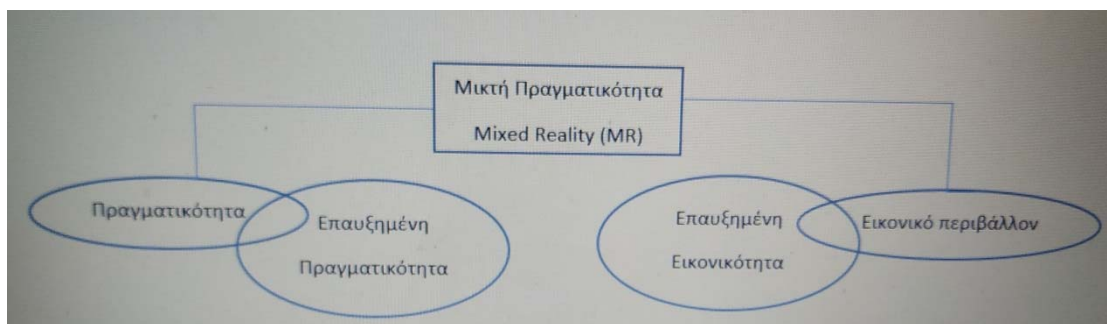 Μικτή Πραγματικότητα
Mixed Reality (MR)
Πραγματικότητα
Επαυξημένη
Πραγματικότητα
Επαυξημένη
Εικονικότητα
Εικονικό περιβάλλον